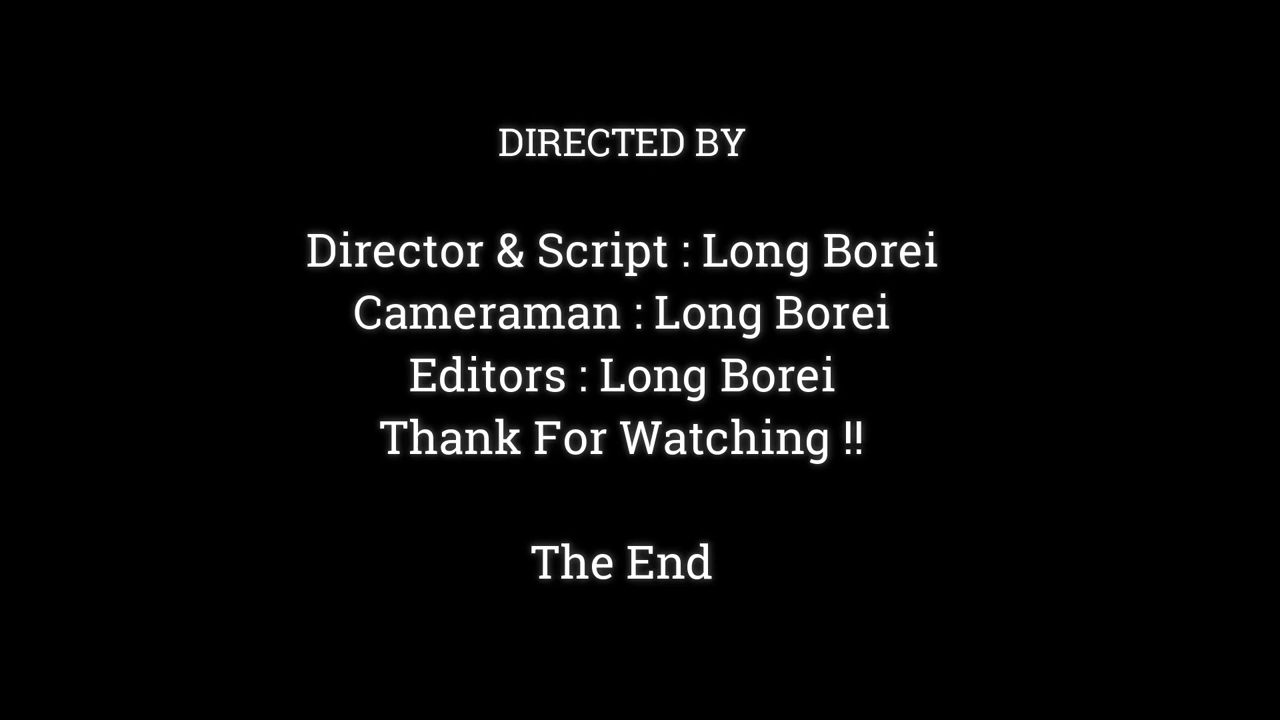 DIRECTED BY
Director & Script : Long Borei
Cameraman : Long Borei
Editors : Long Borei
Thank For Watching !!
The End